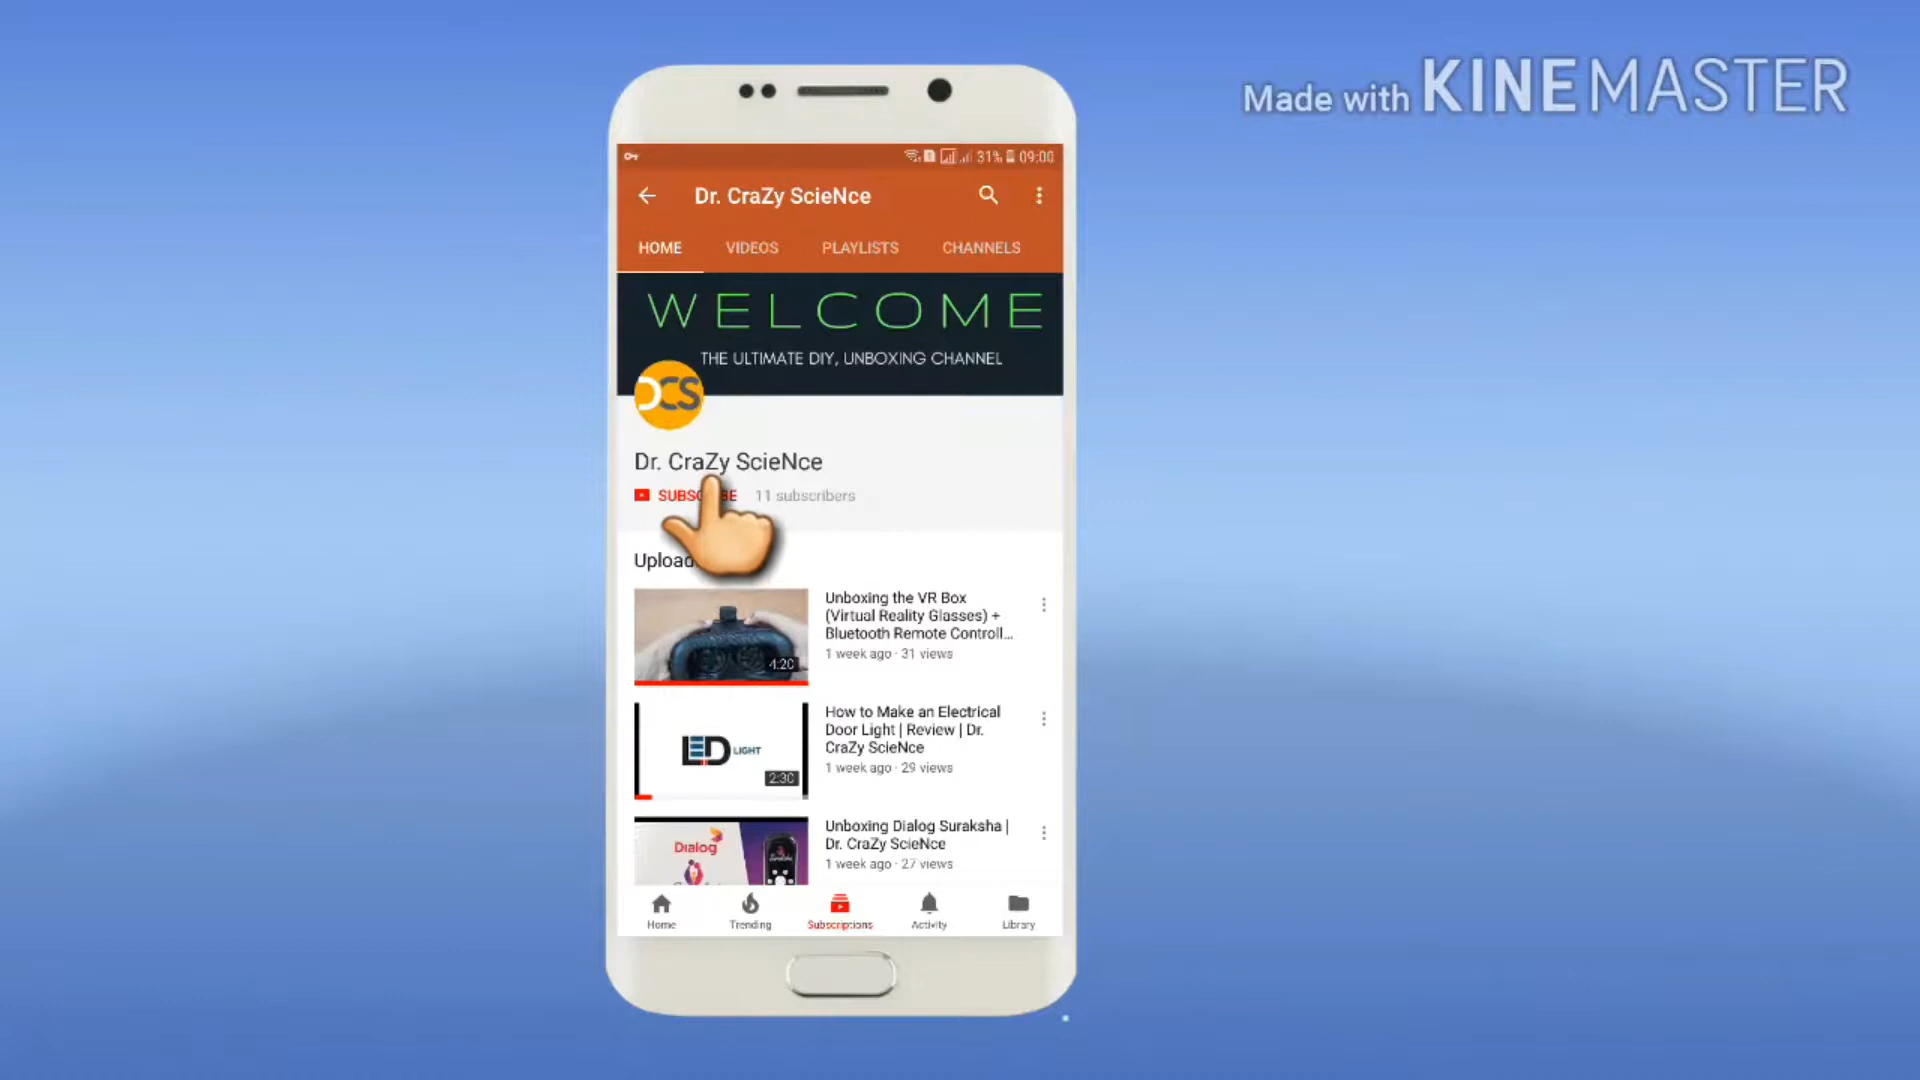 Made with KINEMASTER
31% 09:00
Dr. CraZy ScieNce
HOME VIDEOS PLAYLISTS CHANNELS
WELCOME
THE ULTIMATE DIY, UNBOXING CHANNEL
DCS
Dr. CraZy ScieNce
11 subscribers
Unboxing the VR Box
(Virtual Reality Glasses) +
Bluetooth Remote Controll...
1 week ago · 31 views
4:20
How to Make an Electrical
Door Light | Review | Dr.
CraZy ScieNce
1 week ago · 29 views
LED LIGHT
2:30
Unboxing Dialog Suraksha |
Dr. CraZy ScieNce
1 week ago · 27 views
Dialog
Home Trending Subscriptions Activity Library